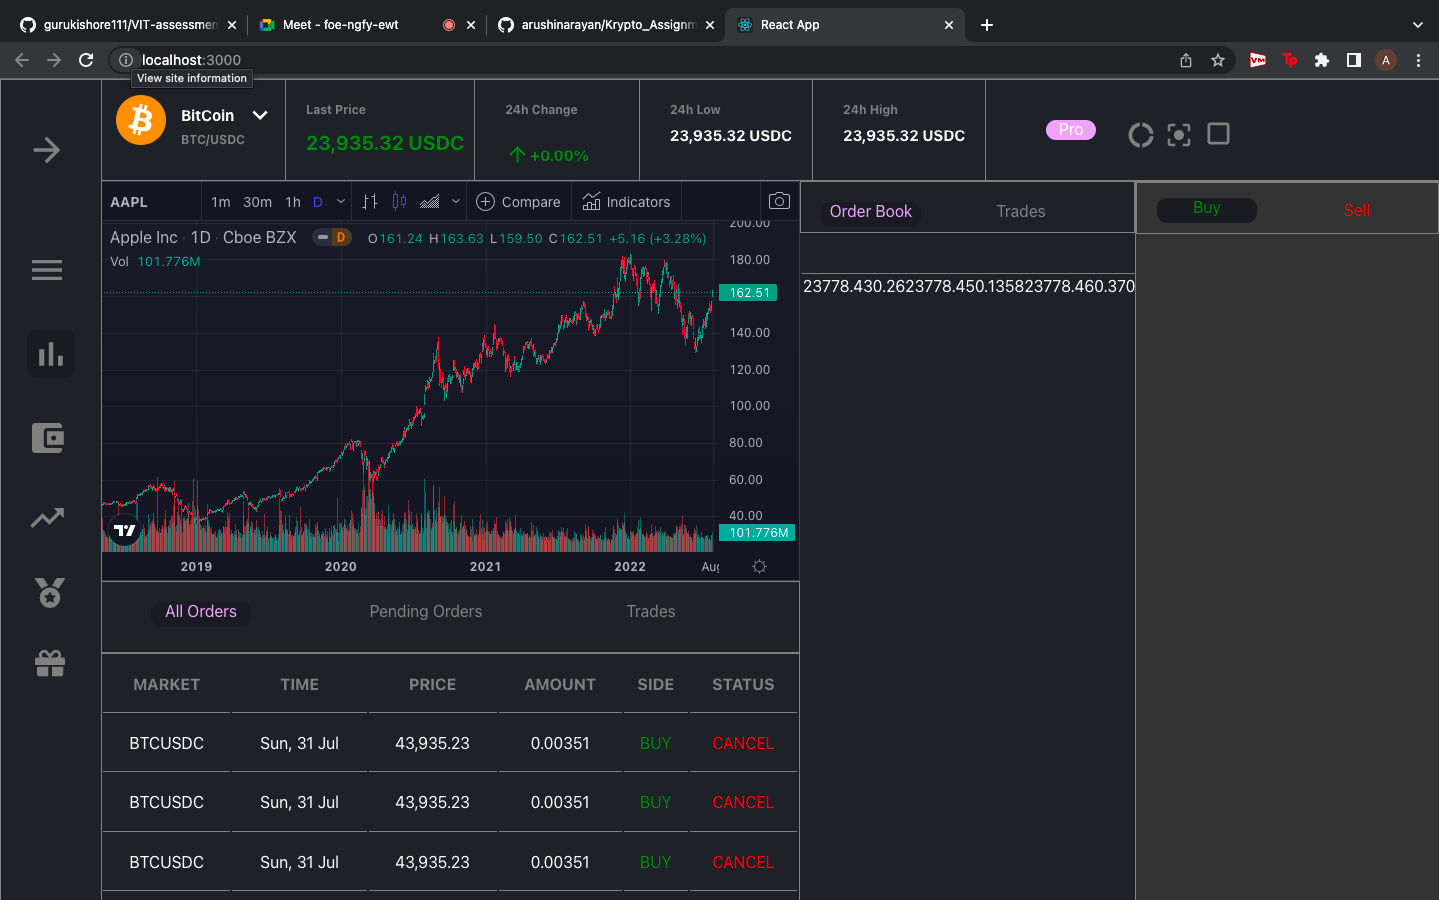 gurukishore111/VIT-assessmen
Meet - foe-ngfy-ewt
arushinarayan/Krypto_Assignm
React App
localhost:3000
A
View site information
BitCoin
BTC/USDC
Last Price
23,935.32 USDC
24h Change
+0.00%
24h Low
23,935.32 USDC
24h High
23,935.32 USDC
Pro
AAPL
1m 30m 1h D
Compare
Indicators
Apple Inc · 1D · Cboe BZX
D
O161.24 H163.63 L159.50 C162.51 +5.16 (+3.28%)
Vol 101.776M
200.00
180.00
162.51
140.00
120.00
100.00
80.00
60.00
40.00
101.776M
2019 2020 2021 2022 Aug
Order Book
Trades
23778.430.2623778.450.135823778.460.370
Buy
Sell
All Orders
Pending Orders
Trades
MARKET TIME PRICE AMOUNT SIDE STATUS
BTCUSDC Sun, 31 Jul 43,935.23 0.00351 BUY CANCEL
BTCUSDC Sun, 31 Jul 43,935.23 0.00351 BUY CANCEL
BTCUSDC Sun, 31 Jul 43,935.23 0.00351 BUY CANCEL